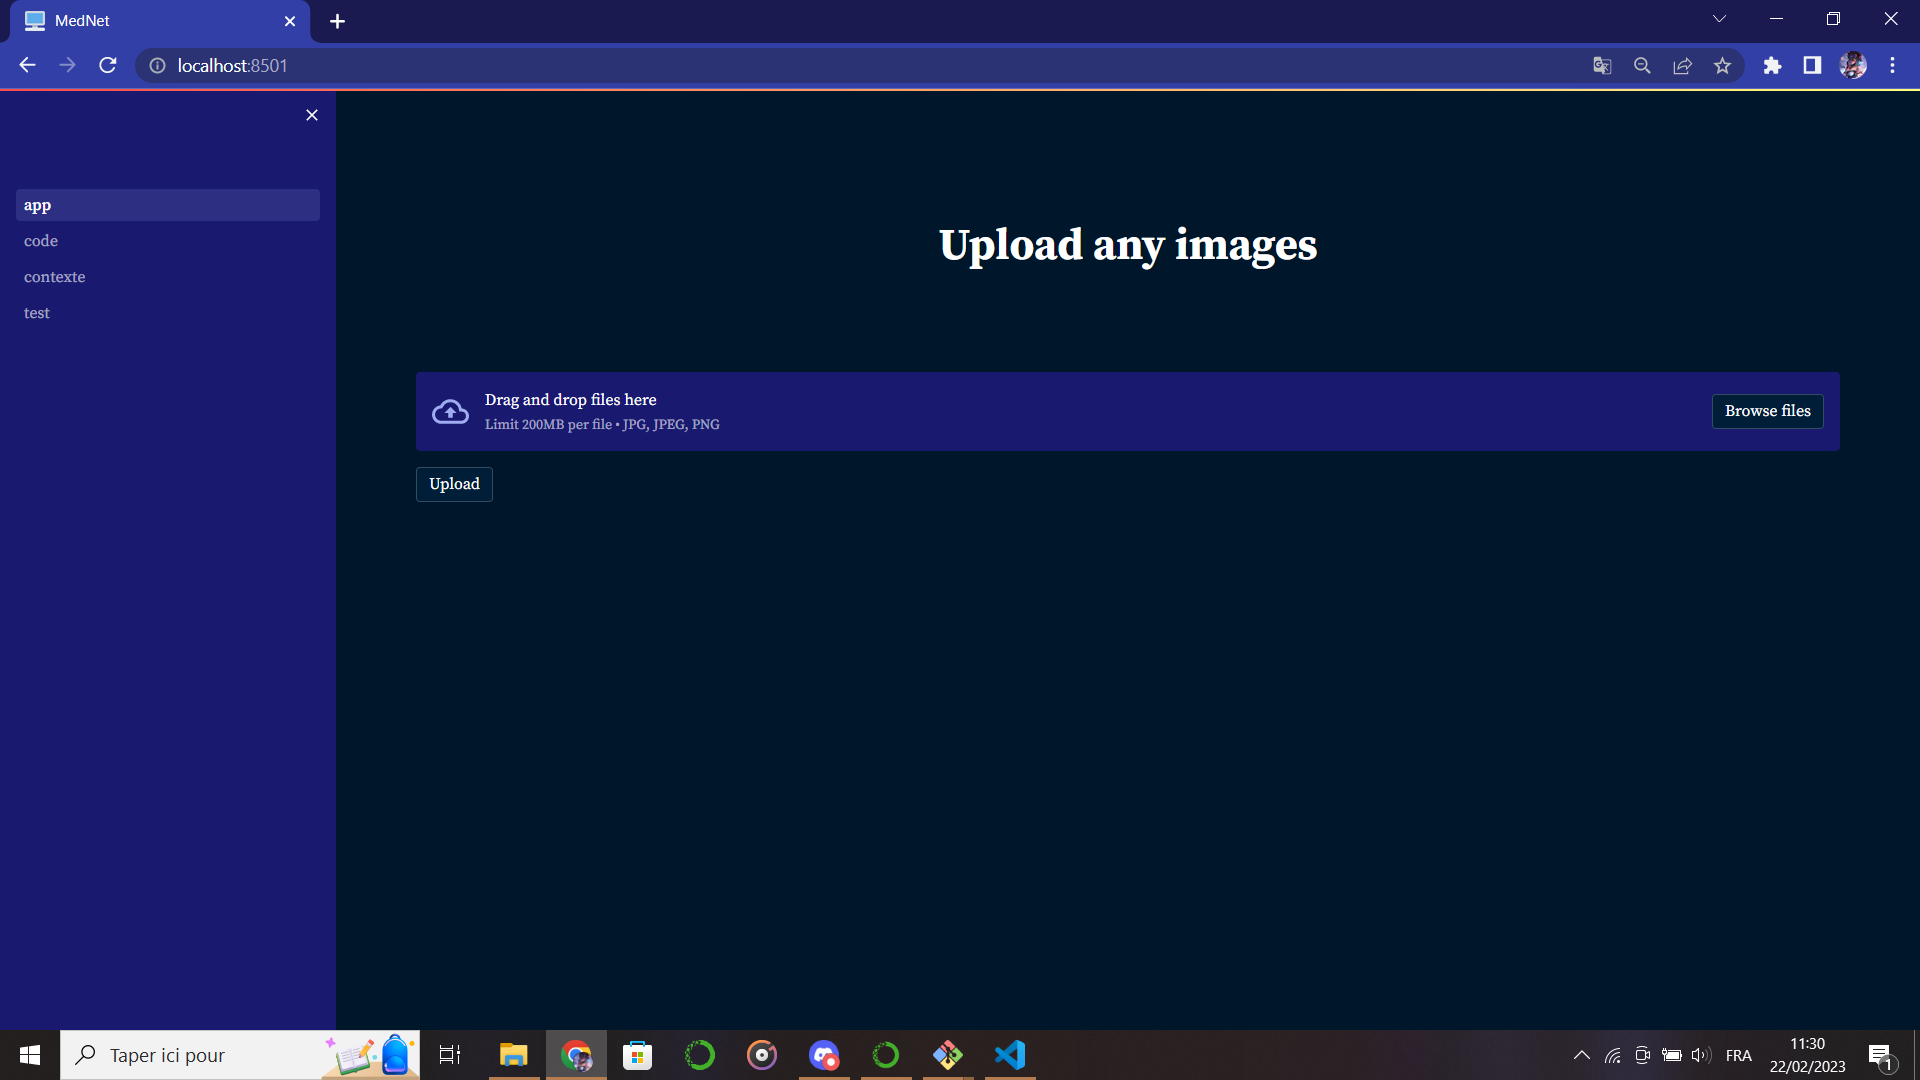 MedNet
localhost:8501
app
code
contexte
test
Upload any images
Drag and drop files here
Limit 200MB per file • JPG, JPEG, PNG
Browse files
Upload
Taper ici pour
FRA
11:30
22/02/2023
1